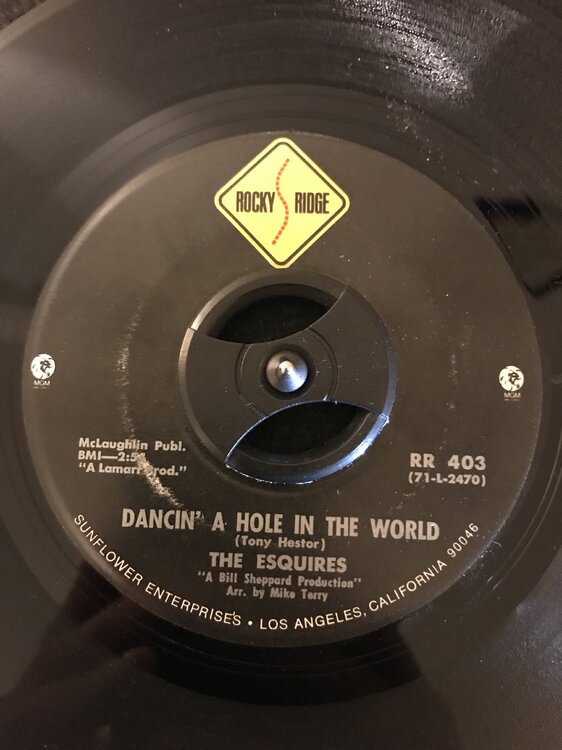 ROCKY RIDGE
MGM
MGM
McLaughlin Publ.
BMI—2:5
"A Lamarr Prod."
RR 403
(71-L-2470)
DANCIN' A HOLE IN THE WORLD
(Tony Hestor)
THE ESQUIRES
"A Bill Sheppard Production"
Arr. by Mike Terry
SUNFLOWER ENTERPRISE'S • LOS ANGELES, CALIFORNIA 90046